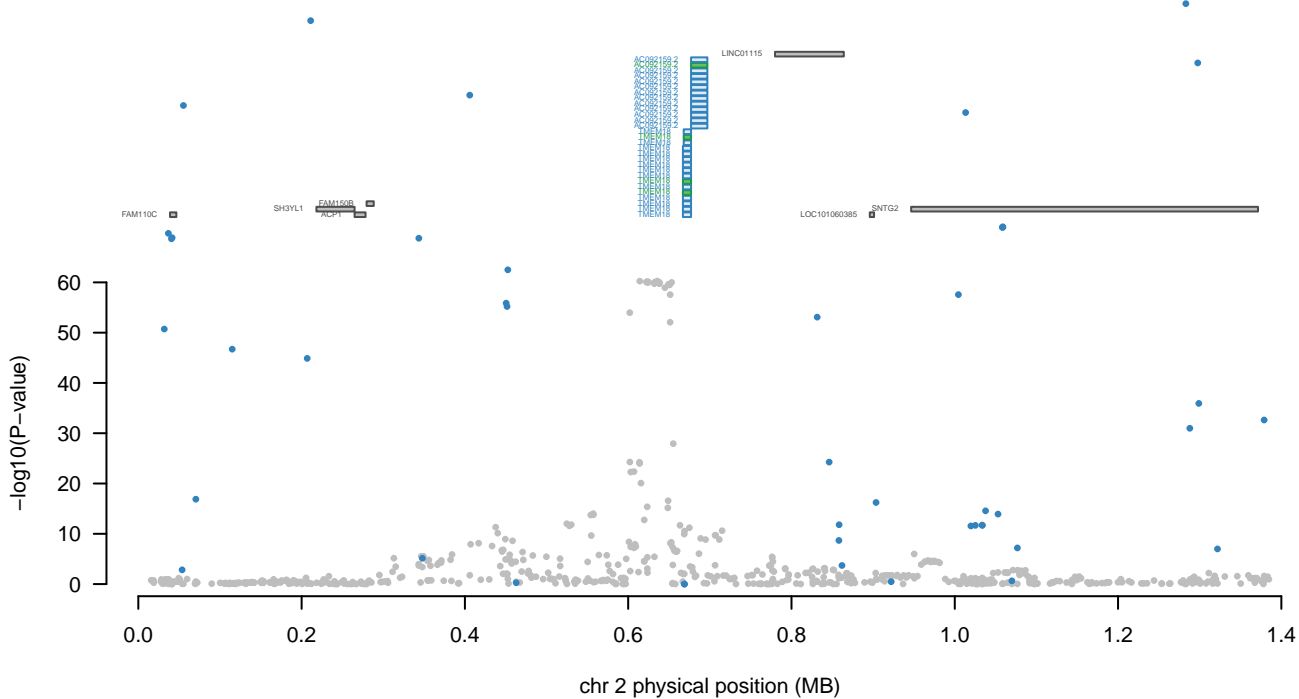 LINC01115
AC092159.2
AC092159.2
AC092159.2
AC092159.2
AC092159.2
AC092159.2
AC092159.2
AC092159.2
AC092159.2
AC092159.2
AC092159.2
AC092159.2
AC092159.2
TMEM18
TMEM18
TMEM18
TMEM18
TMEM18
TMEM18
TMEM18
TMEM18
TMEM18
TMEM18
TMEM18
TMEM18
TMEM18
FAM150B
TMEM18
SH3YL1
SNTG2
TMEM18
FAM110C
ACP1
LOC101060385
TMEM18
60
50
40
30
20
10
0
−log10(P−value)
0.0 0.2 0.4 0.6 0.8 1.0 1.2 1.4
chr 2 physical position (MB)